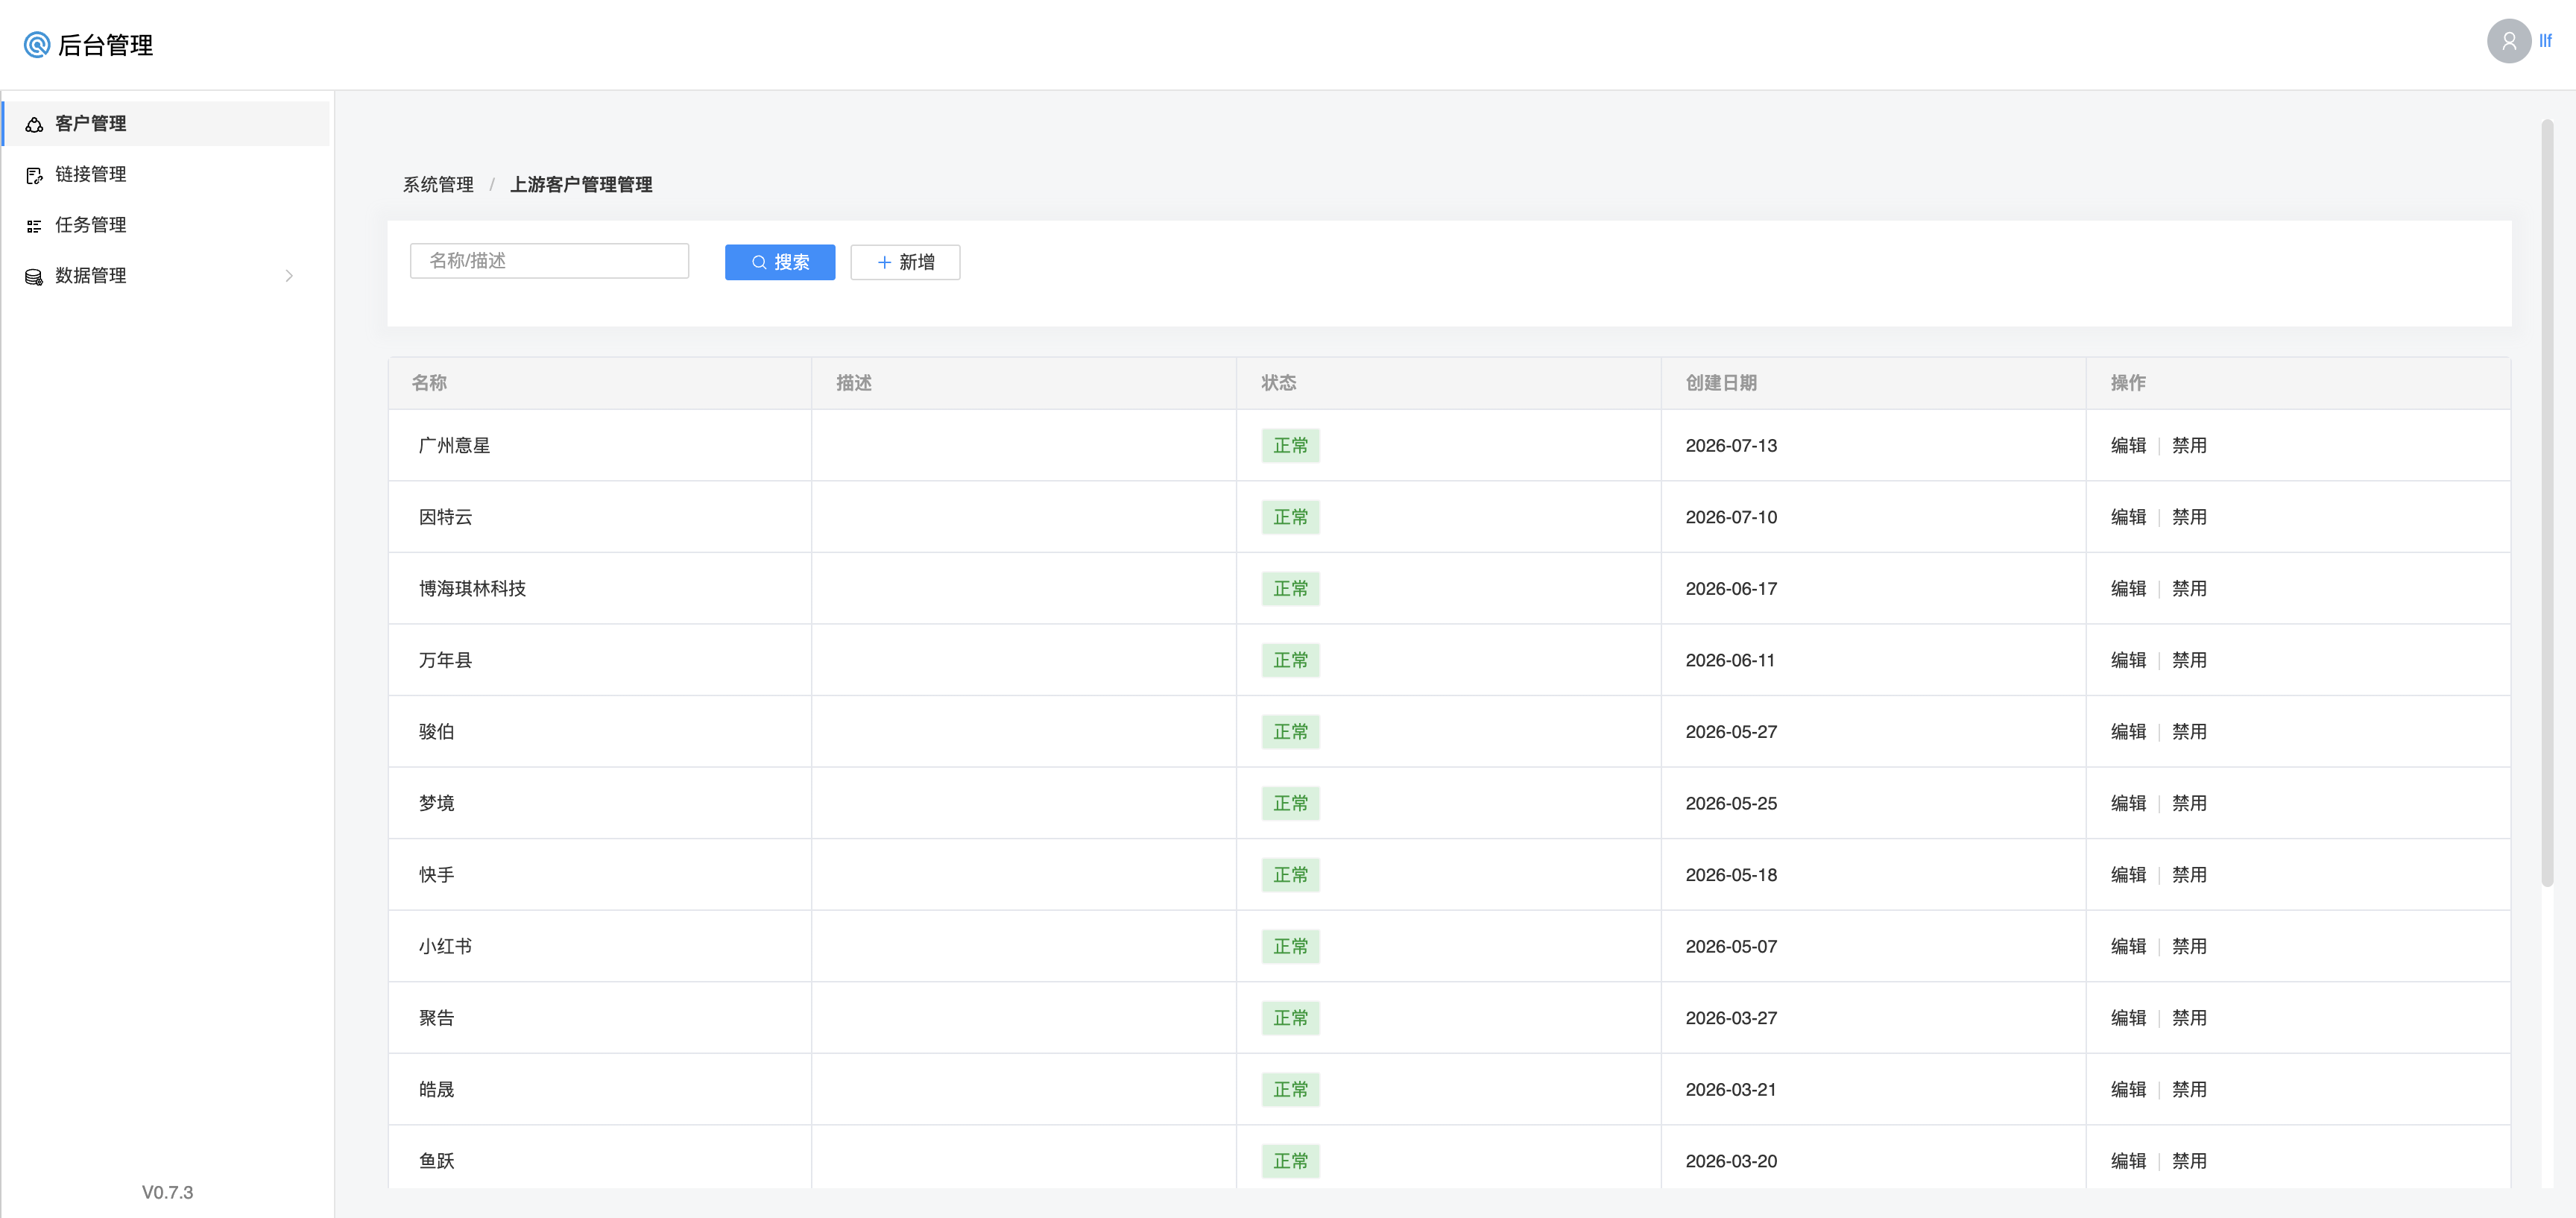 后台管理
llf
客户管理
链接管理
任务管理
数据管理
系统管理 / 上游客户管理管理
名称/描述 搜索 新增
名称 描述 状态 创建日期 操作
广州意星 正常 2026-07-13 编辑 禁用
因特云 正常 2026-07-10 编辑 禁用
博海琪林科技 正常 2026-06-17 编辑 禁用
万年县 正常 2026-06-11 编辑 禁用
骏伯 正常 2026-05-27 编辑 禁用
梦境 正常 2026-05-25 编辑 禁用
快手 正常 2026-05-18 编辑 禁用
小红书 正常 2026-05-07 编辑 禁用
聚告 正常 2026-03-27 编辑 禁用
皓晟 正常 2026-03-21 编辑 禁用
鱼跃 正常 2026-03-20 编辑 禁用
V0.7.3